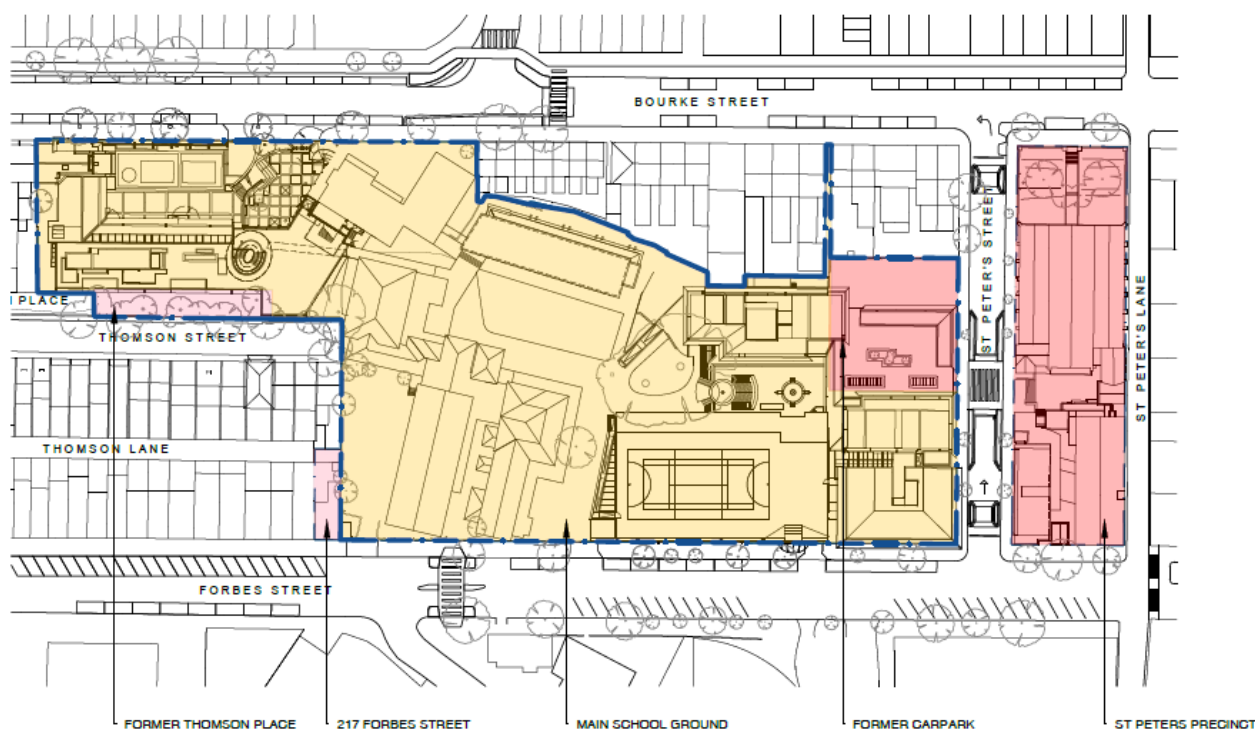 BOURKE STREET
ST PETER'S STREET
ST PETER'S LANE
PLACE
THOMSON STREET
THOMSON LANE
FORBES STREET
FORMER THOMSON PLACE
217 FORBES STREET
MAIN SCHOOL GROUND
FORMER CARPARK
ST PETERS PRECINCT